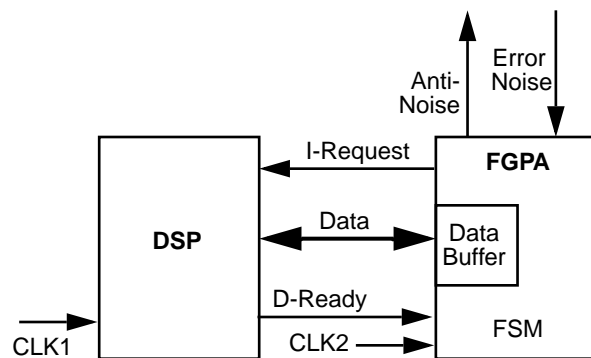 Anti-
Noise
Error
Noise
I-Request
FGPA
DSP
Data
Data
Buffer
D-Ready
CLK1
CLK2
FSM